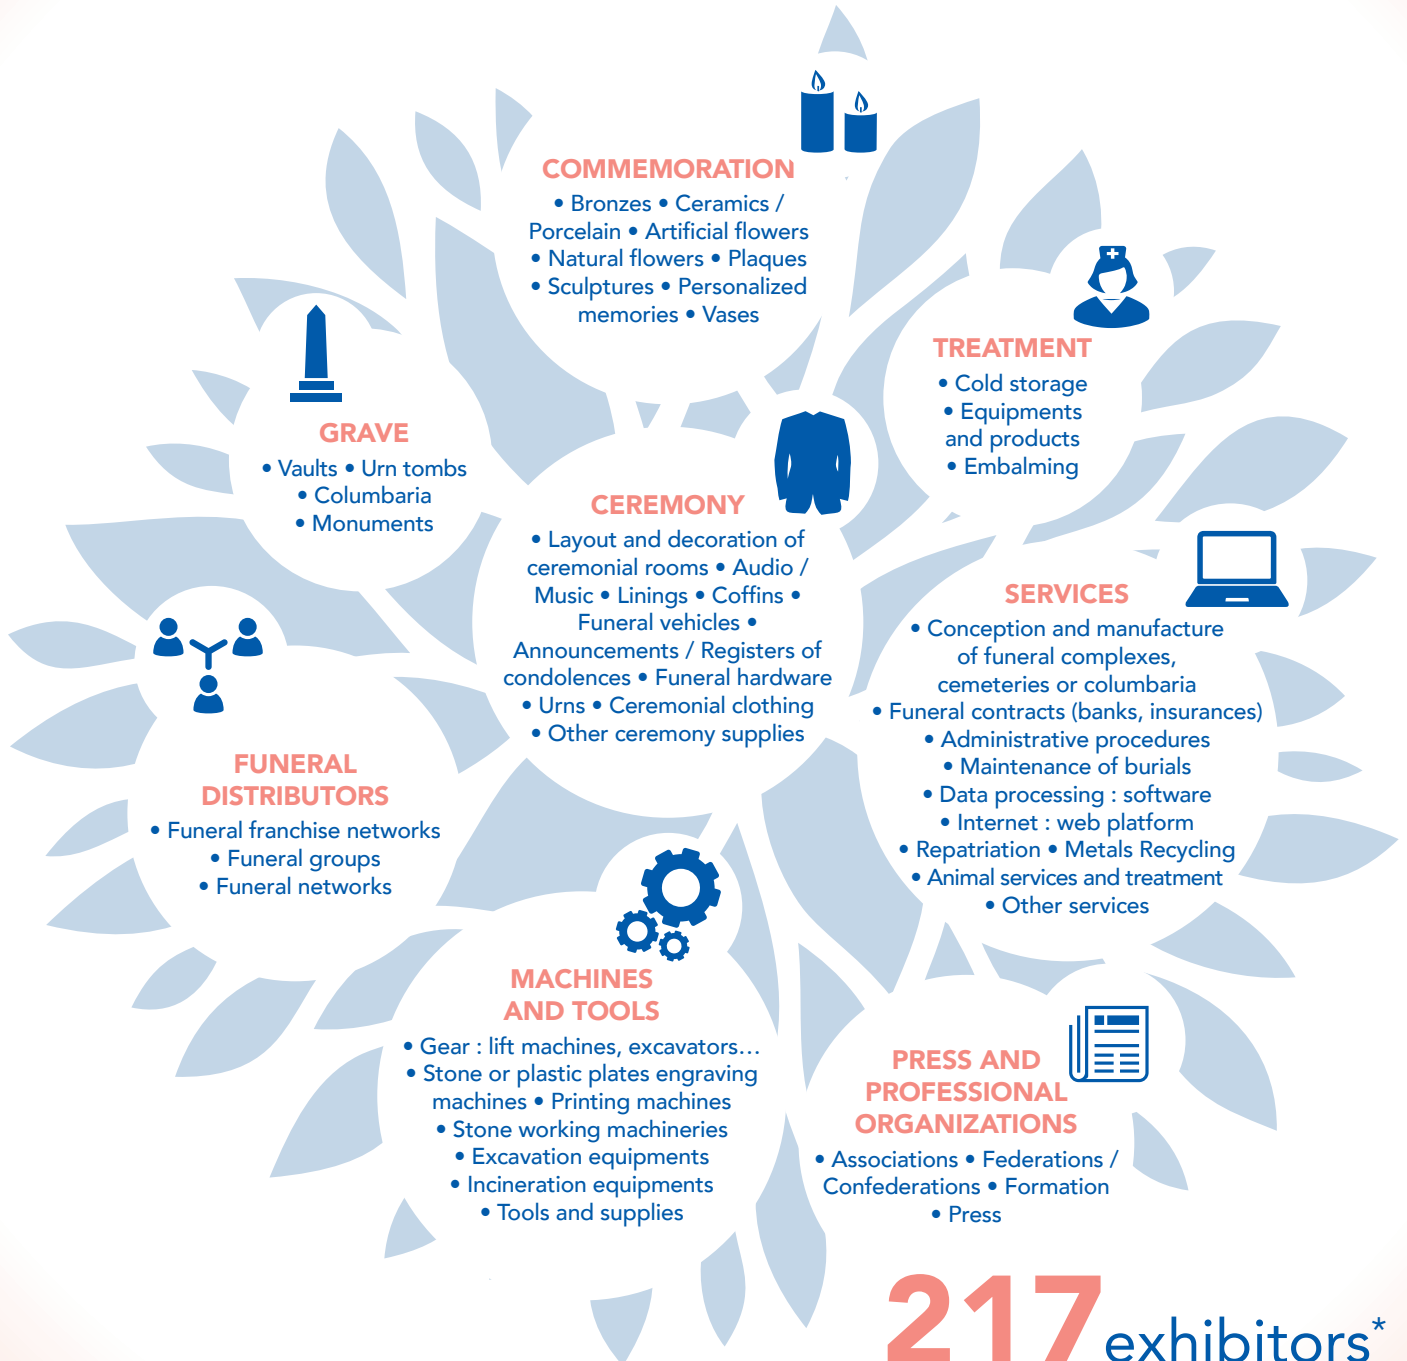 COMMEMORATION
• Bronzes • Ceramics /
Porcelain • Artificial flowers
• Natural flowers • Plaques
• Sculptures • Personalized
memories • Vases
TREATMENT
• Cold storage
• Equipments
and products
• Embalming
GRAVE
• Vaults • Urn tombs
• Columbaria
• Monuments
CEREMONY
• Layout and decoration of
ceremonial rooms • Audio /
Music • Linings • Coffins •
Funeral vehicles •
Announcements / Registers of
condolences • Funeral hardware
• Urns • Ceremonial clothing
• Other ceremony supplies
SERVICES
• Conception and manufacture
of funeral complexes,
cemeteries or columbaria
• Funeral contracts (banks, insurances)
• Administrative procedures
• Maintenance of burials
• Data processing : software
• Internet : web platform
• Repatriation • Metals Recycling
• Animal services and treatment
• Other services
FUNERAL
DISTRIBUTORS
• Funeral franchise networks
• Funeral groups
• Funeral networks
MACHINES
AND TOOLS
• Gear : lift machines, excavators…
• Stone or plastic plates engraving
machines • Printing machines
• Stone working machineries
• Excavation equipments
• Incineration equipments
• Tools and supplies
PRESS AND
PROFESSIONAL
ORGANIZATIONS
• Associations • Federations /
Confederations • Formation
• Press
217 exhibitors*